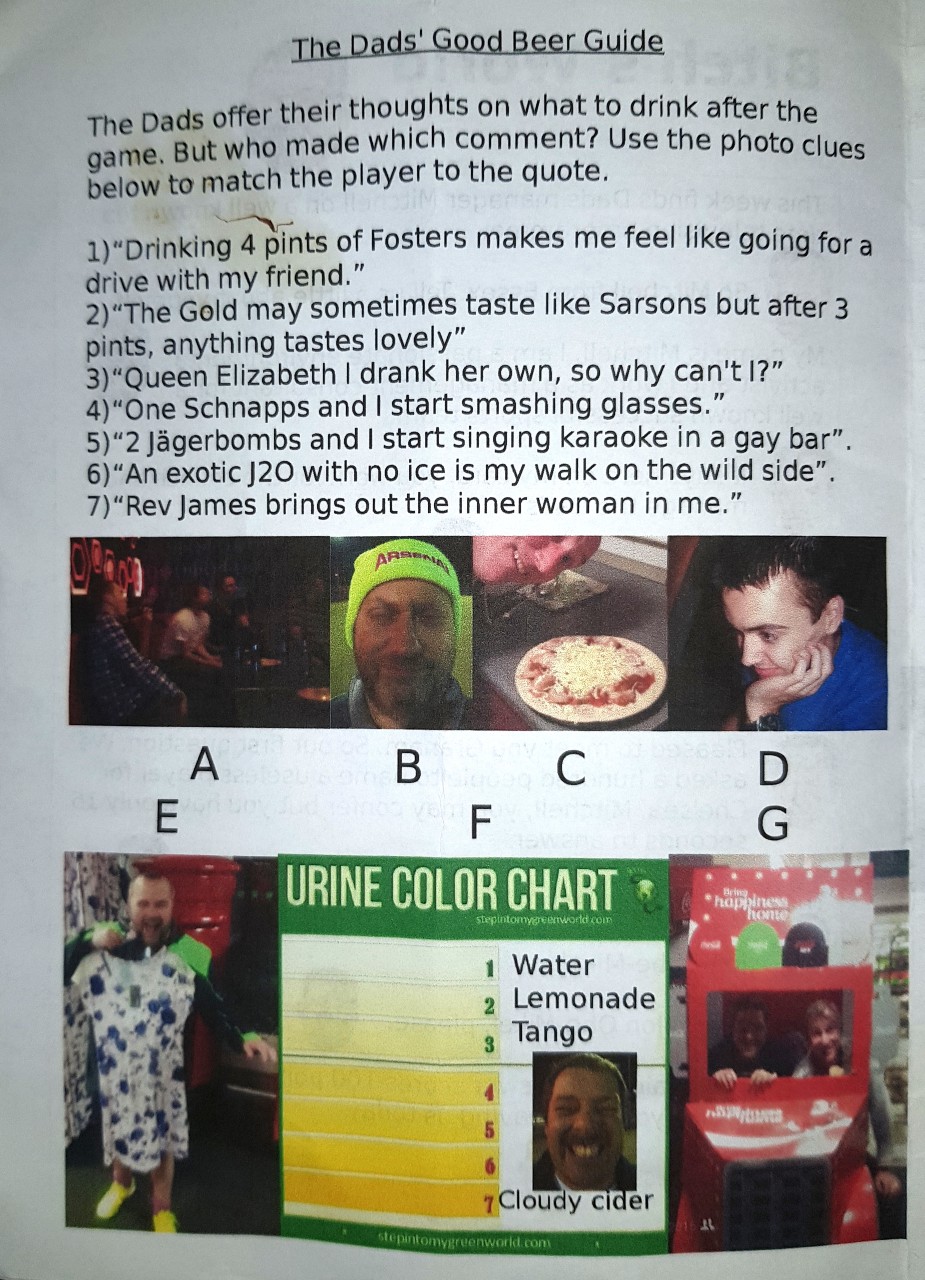 The Dads' Good Beer Guide
The Dads offer their thoughts on what to drink after the
game. But who made which comment? Use the photo clues
below to match the player to the quote.
1)“Drinking 4 pints of Fosters makes me feel like going for a
drive with my friend.”
2)“The Gold may sometimes taste like Sarsons but after 3
pints, anything tastes lovely”
3)“Queen Elizabeth I drank her own, so why can't I?”
4)“One Schnapps and I start smashing glasses.”
5)“2 Jägerbombs and I start singing karaoke in a gay bar”.
6)“An exotic J2O with no ice is my walk on the wild side”.
7)“Rev James brings out the inner woman in me.”
ARSENAL
A B C D
E F G
URINE COLOR CHART
stepintomygreenworld.com
1 Water
2 Lemonade
3 Tango
4
5
6
7 Cloudy cider
stepintomygreenworld.com
Bring
happiness
home